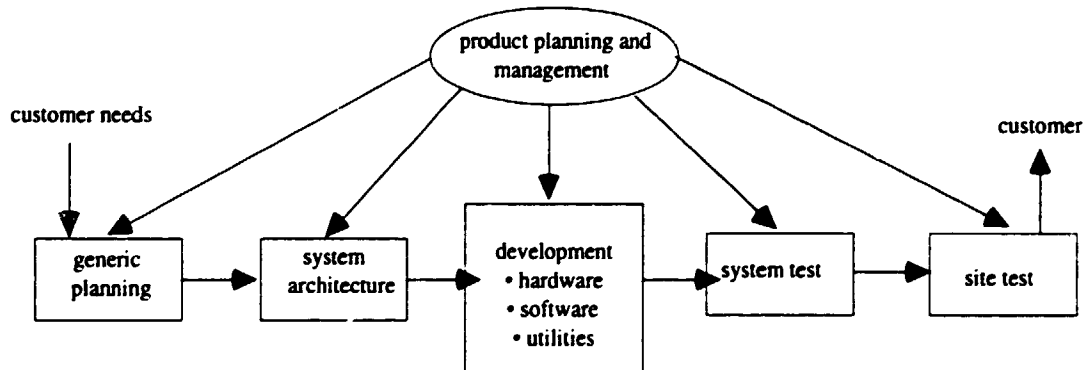 product planning and
management
customer needs
customer
generic
planning
system
architecture
development
• hardware
• software
• utilities
system test
site test